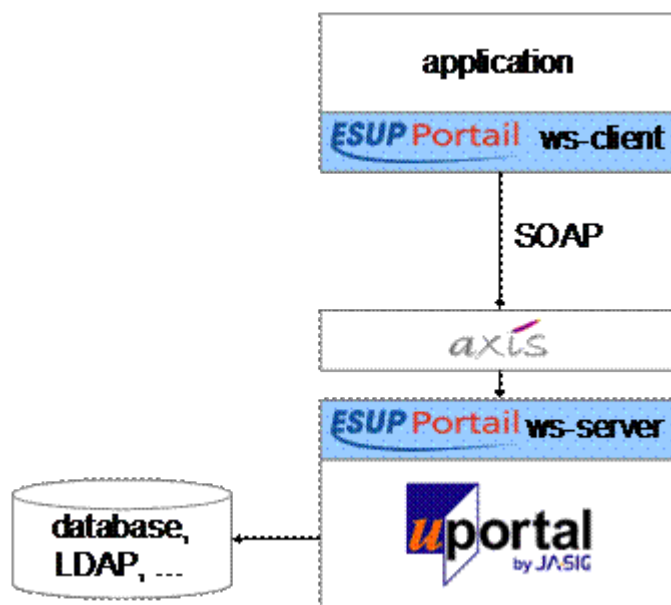 application
ESUP Portail ws-client
SOAP
axis
ESUP Portail ws-server
database,
LDAP, ...
uportal
by JASIG